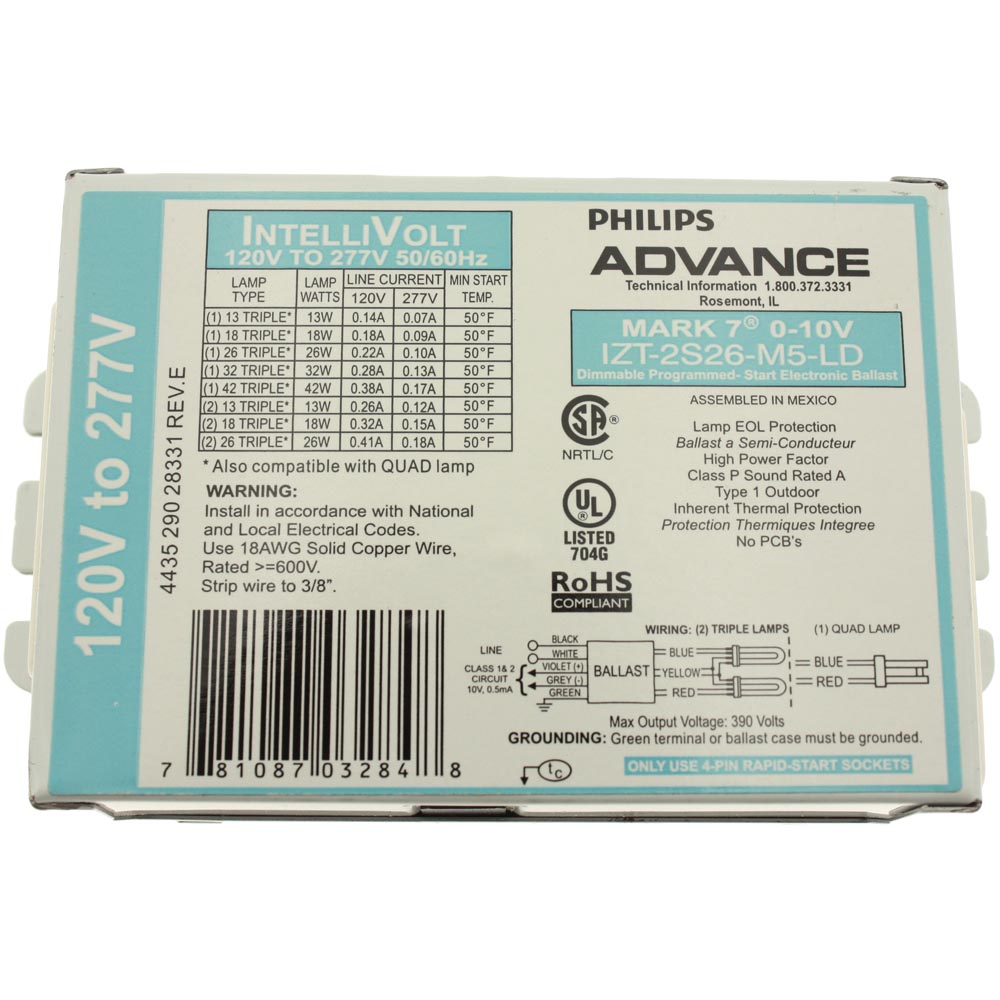 120V to 277V
4435 290 28331 REV.E
INTELLIVOLT
120V TO 277V 50/60Hz
LAMP TYPE LAMP WATTS LINE CURRENT 120V 277V MIN START TEMP.
(1) 13 TRIPLE* 13W 0.14A 0.07A 50°F
(1) 18 TRIPLE* 18W 0.18A 0.09A 50°F
(1) 26 TRIPLE* 26W 0.22A 0.10A 50°F
(1) 32 TRIPLE* 32W 0.28A 0.13A 50°F
(1) 42 TRIPLE* 42W 0.38A 0.17A 50°F
(2) 13 TRIPLE* 13W 0.26A 0.12A 50°F
(2) 18 TRIPLE* 18W 0.32A 0.15A 50°F
(2) 26 TRIPLE* 26W 0.41A 0.18A 50°F
*Also compatible with QUAD lamp
WARNING:
Install in accordance with National
and Local Electrical Codes.
Use 18AWG Solid Copper Wire,
Rated >=600V.
Strip wire to 3/8".
7 81087 03284 8
PHILIPS
ADVANCE
Technical Information 1.800.372.3331
Rosemont, IL
MARK 7® 0-10V
IZT-2S26-M5-LD
Dimmable Programmed- Start Electronic Ballast
ASSEMBLED IN MEXICO
SA ®
NRTL/C
UL ®
LISTED
704G
RoHS
COMPLIANT
Lamp EOL Protection
Ballast a Semi-Conducteur
High Power Factor
Class P Sound Rated A
Type 1 Outdoor
Inherent Thermal Protection
Protection Thermiques Integree
No PCB's
WIRING: (2) TRIPLE LAMPS (1) QUAD LAMP
LINE
BLACK
WHITE
CLASS 1& 2
CIRCUIT
10V, 0.5mA
VIOLET (+)
GREY (-)
GREEN
BALLAST
BLUE
YELLOW
RED
BLUE
RED
Max Output Voltage: 390 Volts
GROUNDING: Green terminal or ballast case must be grounded.
tc
ONLY USE 4-PIN RAPID-START SOCKETS